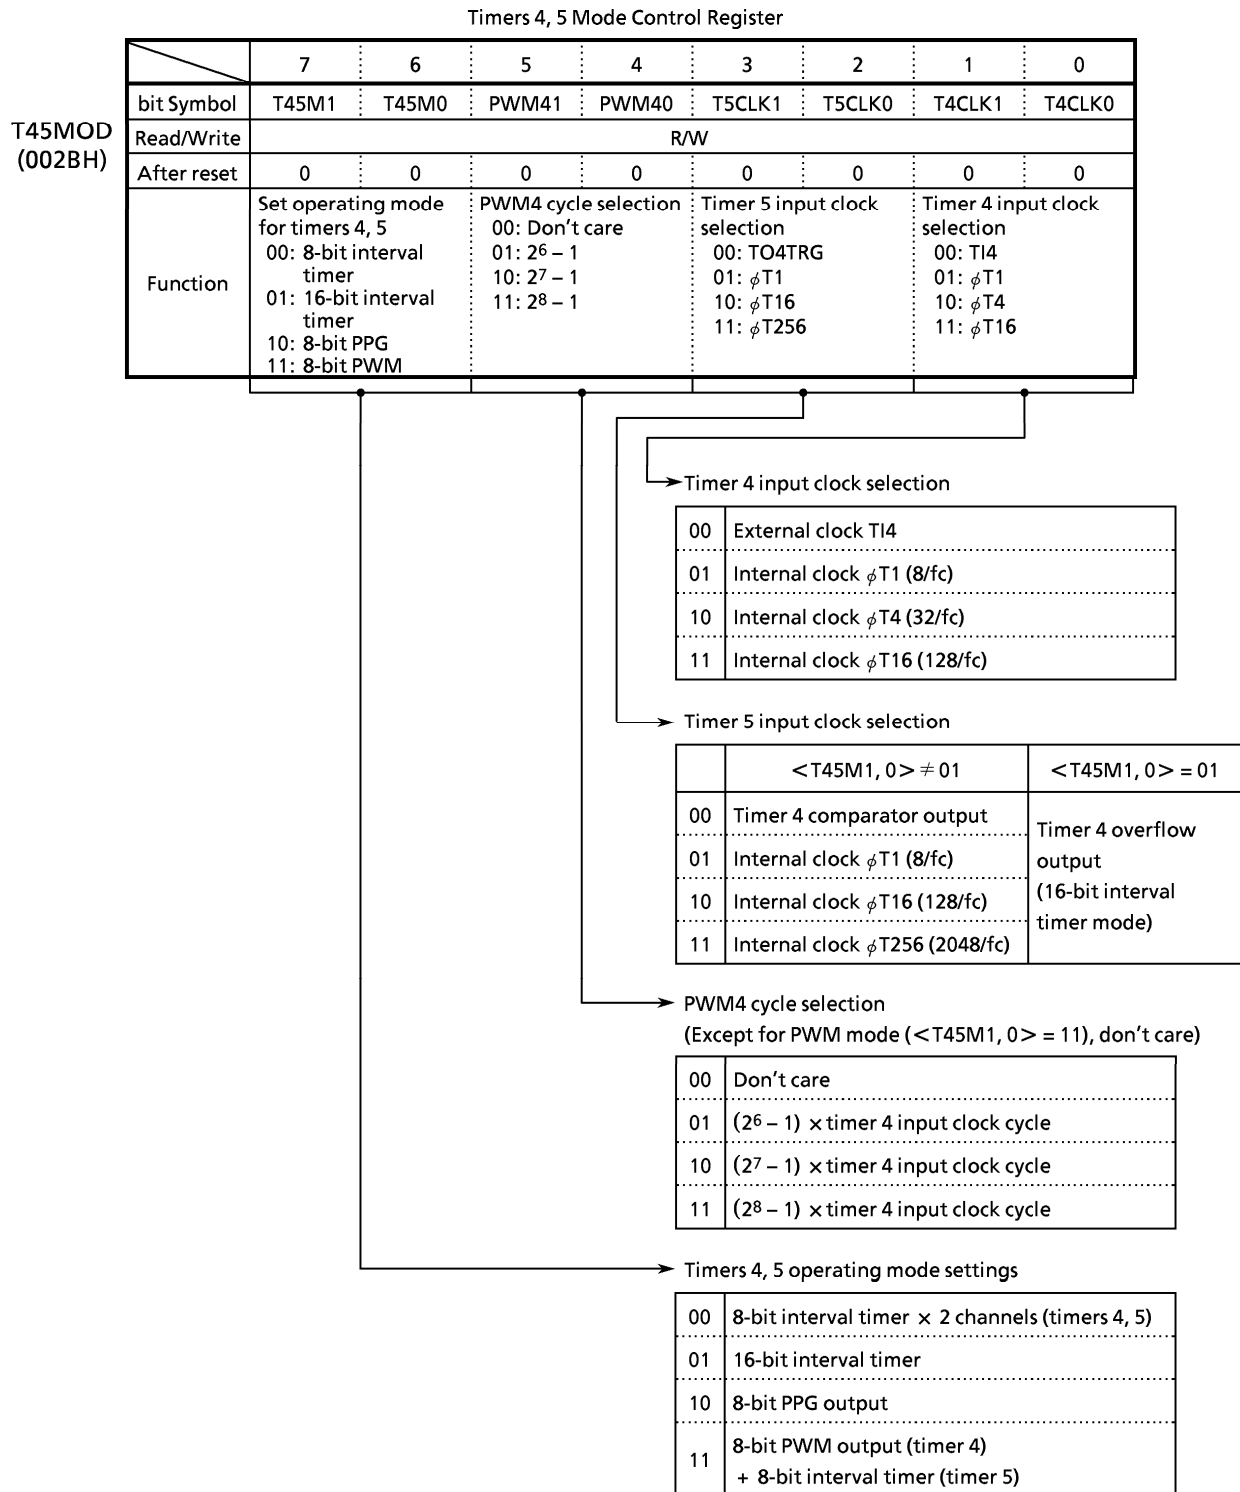 Timers 4, 5 Mode Control Register
7 6 5 4 3 2 1 0
bit Symbol T45M1 T45M0 PWM41 PWM40 T5CLK1 T5CLK0 T4CLK1 T4CLK0
T45MOD
(002BH)
Read/Write R/W
After reset 0 0 0 0 0 0 0 0
Function
Set operating mode
for timers 4, 5
00: 8-bit interval
timer
01: 16-bit interval
timer
10: 8-bit PPG
11: 8-bit PWM
PWM4 cycle selection
00: Don't care
01: 2⁶ – 1
10: 2⁷ – 1
11: 2⁸ – 1
Timer 5 input clock
selection
00: TO4TRG
01: ϕT1
10: ϕT16
11: ϕT256
Timer 4 input clock
selection
00: TI4
01: ϕT1
10: ϕT4
11: ϕT16
Timer 4 input clock selection
00 External clock TI4
01 Internal clock ϕT1 (8/fc)
10 Internal clock ϕT4 (32/fc)
11 Internal clock ϕT16 (128/fc)
Timer 5 input clock selection
<T45M1, 0> ≠ 01 <T45M1, 0> = 01
00 Timer 4 comparator output
01 Internal clock ϕT1 (8/fc)
10 Internal clock ϕT16 (128/fc)
11 Internal clock ϕT256 (2048/fc)
Timer 4 overflow
output
(16-bit interval
timer mode)
PWM4 cycle selection
(Except for PWM mode (<T45M1, 0> = 11), don't care)
00 Don't care
01 (2⁶ – 1) × timer 4 input clock cycle
10 (2⁷ – 1) × timer 4 input clock cycle
11 (2⁸ – 1) × timer 4 input clock cycle
Timers 4, 5 operating mode settings
00 8-bit interval timer × 2 channels (timers 4, 5)
01 16-bit interval timer
10 8-bit PPG output
11 8-bit PWM output (timer 4)
+ 8-bit interval timer (timer 5)